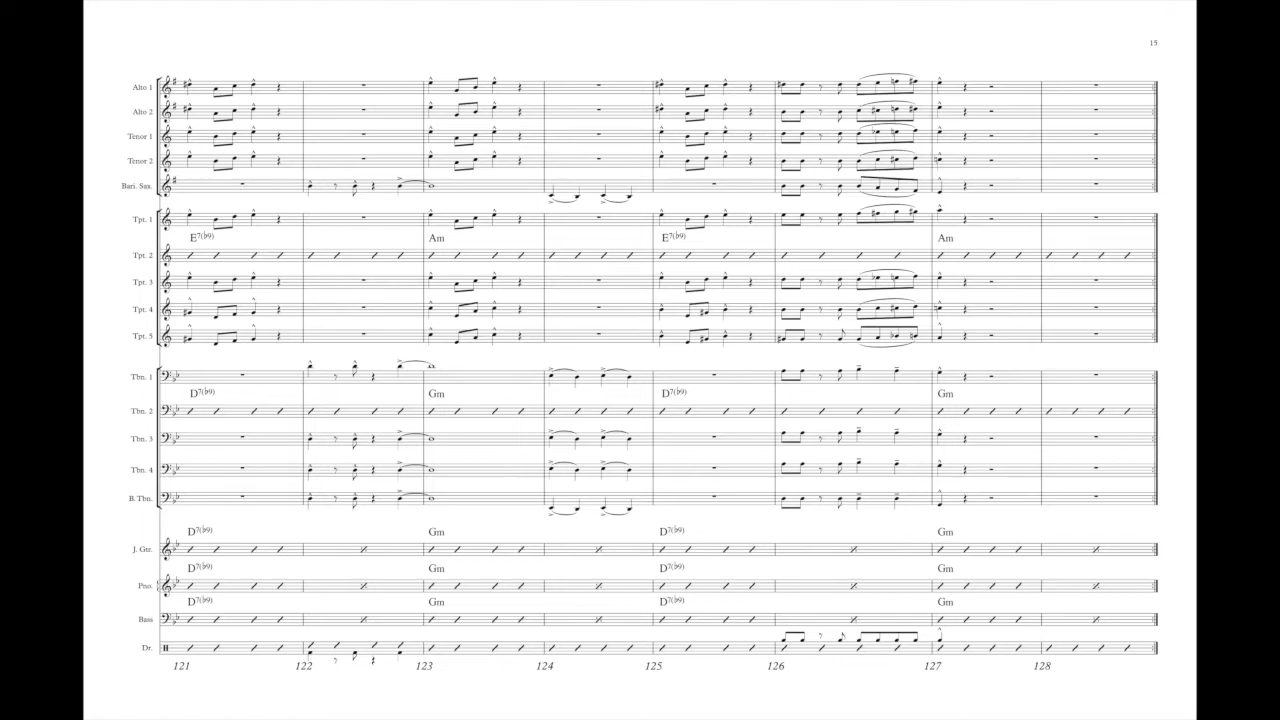 15
Alto 1
Alto 2
Tenor 1
Tenor 2
Bari. Sax.
Tpt. 1
E7(♭9) Am E7(♭9) Am
Tpt. 2
Tpt. 3
Tpt. 4
Tpt. 5
Tbn. 1
D7(♭9) Gm D7(♭9) Gm
Tbn. 2
Tbn. 3
Tbn. 4
B. Tbn.
D7(♭9) Gm D7(♭9) Gm
J. Gtr.
D7(♭9) Gm D7(♭9) Gm
Pno.
D7(♭9) Gm D7(♭9) Gm
Bass
Dr.
121 122 123 124 125 126 127 128